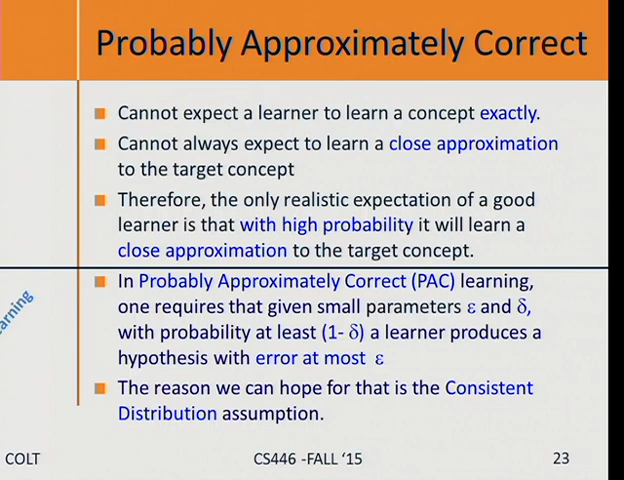 Probably Approximately Correct
Cannot expect a learner to learn a concept exactly.
Cannot always expect to learn a close approximation
to the target concept
Therefore, the only realistic expectation of a good
learner is that with high probability it will learn a
close approximation to the target concept.
In Probably Approximately Correct (PAC) learning,
one requires that given small parameters ε and δ,
with probability at least (1- δ) a learner produces a
hypothesis with error at most ε
The reason we can hope for that is the Consistent
Distribution assumption.
arning
COLT
CS446 -FALL ‘15
23